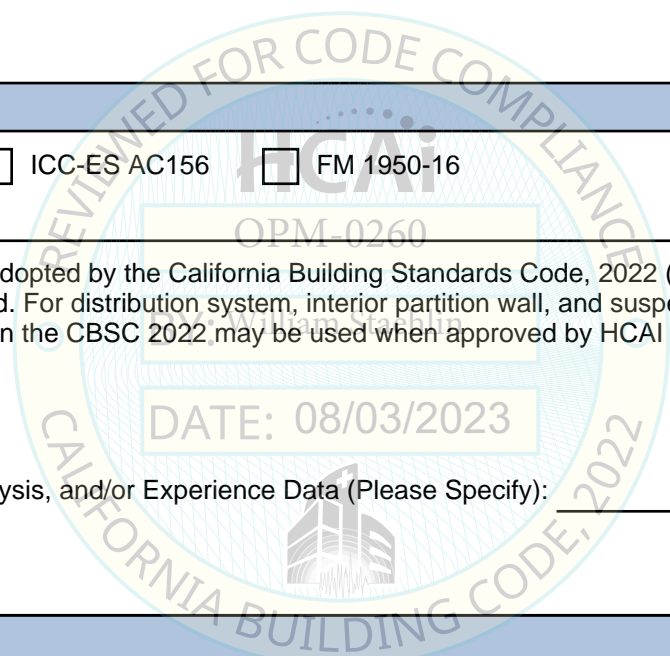 REVIEWED FOR CODE COMPLIANCE
HCAi
ICC-ES AC156 FM 1950-16
OPM-0260
dopted by the California Building Standards Code, 2022 (
d. For distribution system, interior partition wall, and suspe
BY: William Staehlin
n the CBSC 2022 may be used when approved by HCAI
DATE: 08/03/2023
ysis, and/or Experience Data (Please Specify):
CALIFORNIA BUILDING CODE, 2022